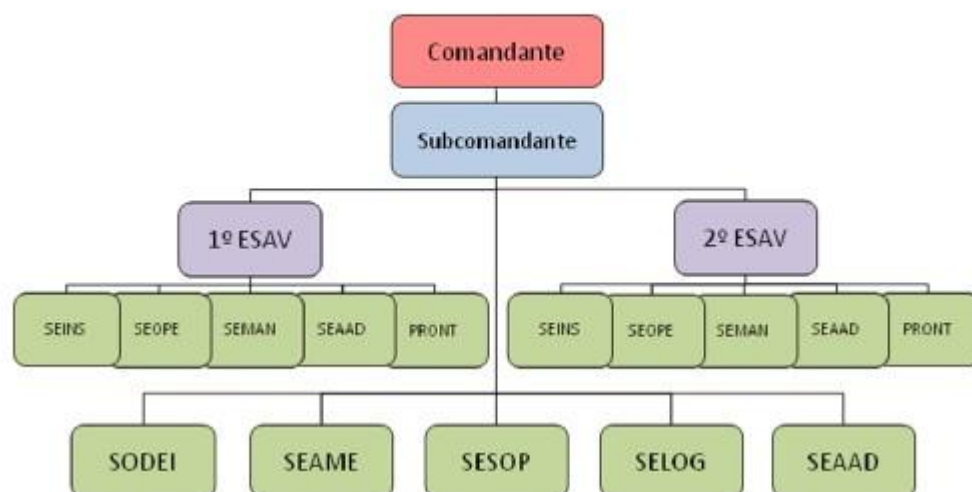 Comandante
Subcomandante
1º ESAV
2º ESAV
SEINS SEOPE SEMAN SEAAD PRONT
SEINS SEOPE SEMAN SEAAD PRONT
SODEI SEAME SESOP SELOG SEAAD